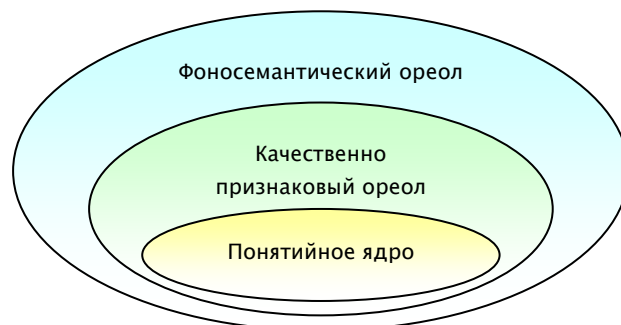 Фоносемантический ореол
Качественно
признаковый ореол
Понятийное ядро